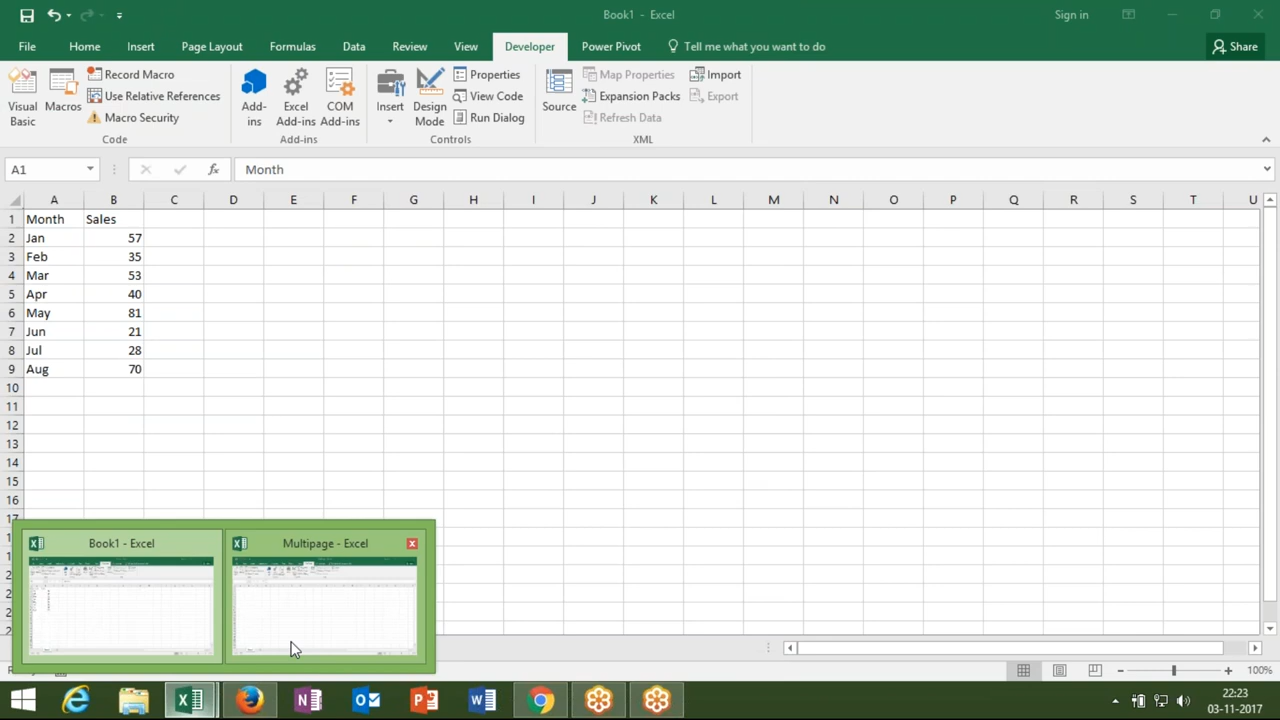 Book1 - Excel
Sign in
File Home Insert Page Layout Formulas Data Review View Developer Power Pivot Tell me what you want to do Share
Visual Basic
Macros
Record Macro
Use Relative References
Macro Security
Code
Add-ins
Excel Add-ins
COM Add-ins
Add-ins
Insert
Design Mode
Properties
View Code
Run Dialog
Controls
Source
Map Properties
Expansion Packs
Refresh Data
Import
Export
XML
A1 fx Month
A B C D E F G H I J K L M N O P Q R S T U
1 Month Sales
2 Jan 57
3 Feb 35
4 Mar 53
5 Apr 40
6 May 81
7 Jun 21
8 Jul 28
9 Aug 70
10
11
12
13
14
15
16
17
Book1 - Excel
Multipage - Excel
100%
22:23
03-11-2017